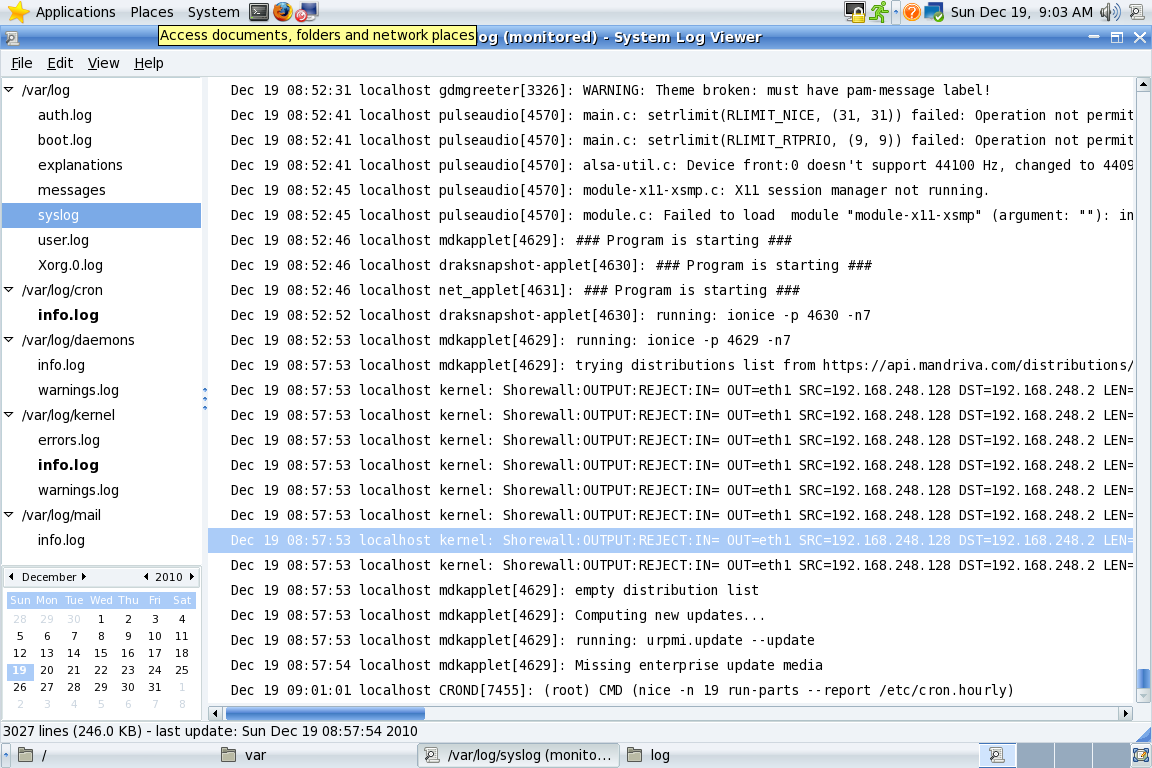 Applications Places System Sun Dec 19, 9:03 AM
Access documents, folders and network places
og (monitored) - System Log Viewer
File Edit View Help
/var/log
auth.log
boot.log
explanations
messages
syslog
user.log
Xorg.0.log
/var/log/cron
info.log
/var/log/daemons
info.log
warnings.log
/var/log/kernel
errors.log
info.log
warnings.log
/var/log/mail
info.log
December 2010
Sun Mon Tue Wed Thu Fri Sat
28 29 30 1 2 3 4
5 6 7 8 9 10 11
12 13 14 15 16 17 18
19 20 21 22 23 24 25
26 27 28 29 30 31 1
2 3 4 5 6 7 8
Dec 19 08:52:31 localhost gdmgreeter[3326]: WARNING: Theme broken: must have pam-message label!
Dec 19 08:52:41 localhost pulseaudio[4570]: main.c: setrlimit(RLIMIT_NICE, (31, 31)) failed: Operation not permit
Dec 19 08:52:41 localhost pulseaudio[4570]: main.c: setrlimit(RLIMIT_RTPRIO, (9, 9)) failed: Operation not permit
Dec 19 08:52:41 localhost pulseaudio[4570]: alsa-util.c: Device front:0 doesn't support 44100 Hz, changed to 4409
Dec 19 08:52:45 localhost pulseaudio[4570]: module-x11-xsmp.c: X11 session manager not running.
Dec 19 08:52:45 localhost pulseaudio[4570]: module.c: Failed to load  module "module-x11-xsmp" (argument: ""): in
Dec 19 08:52:46 localhost mdkapplet[4629]: ### Program is starting ###
Dec 19 08:52:46 localhost draksnapshot-applet[4630]: ### Program is starting ###
Dec 19 08:52:46 localhost net_applet[4631]: ### Program is starting ###
Dec 19 08:52:52 localhost draksnapshot-applet[4630]: running: ionice -p 4630 -n7
Dec 19 08:52:53 localhost mdkapplet[4629]: running: ionice -p 4629 -n7
Dec 19 08:57:53 localhost mdkapplet[4629]: trying distributions list from https://api.mandriva.com/distributions/
Dec 19 08:57:53 localhost kernel: Shorewall:OUTPUT:REJECT:IN= OUT=eth1 SRC=192.168.248.128 DST=192.168.248.2 LEN=
Dec 19 08:57:53 localhost kernel: Shorewall:OUTPUT:REJECT:IN= OUT=eth1 SRC=192.168.248.128 DST=192.168.248.2 LEN=
Dec 19 08:57:53 localhost kernel: Shorewall:OUTPUT:REJECT:IN= OUT=eth1 SRC=192.168.248.128 DST=192.168.248.2 LEN=
Dec 19 08:57:53 localhost kernel: Shorewall:OUTPUT:REJECT:IN= OUT=eth1 SRC=192.168.248.128 DST=192.168.248.2 LEN=
Dec 19 08:57:53 localhost kernel: Shorewall:OUTPUT:REJECT:IN= OUT=eth1 SRC=192.168.248.128 DST=192.168.248.2 LEN=
Dec 19 08:57:53 localhost kernel: Shorewall:OUTPUT:REJECT:IN= OUT=eth1 SRC=192.168.248.128 DST=192.168.248.2 LEN=
Dec 19 08:57:53 localhost kernel: Shorewall:OUTPUT:REJECT:IN= OUT=eth1 SRC=192.168.248.128 DST=192.168.248.2 LEN=
Dec 19 08:57:53 localhost kernel: Shorewall:OUTPUT:REJECT:IN= OUT=eth1 SRC=192.168.248.128 DST=192.168.248.2 LEN=
Dec 19 08:57:53 localhost mdkapplet[4629]: empty distribution list
Dec 19 08:57:53 localhost mdkapplet[4629]: Computing new updates...
Dec 19 08:57:53 localhost mdkapplet[4629]: running: urpmi.update --update
Dec 19 08:57:54 localhost mdkapplet[4629]: Missing enterprise update media
Dec 19 09:01:01 localhost CROND[7455]: (root) CMD (nice -n 19 run-parts --report /etc/cron.hourly)
3027 lines (246.0 KB) - last update: Sun Dec 19 08:57:54 2010
/ var /var/log/syslog (monito... log